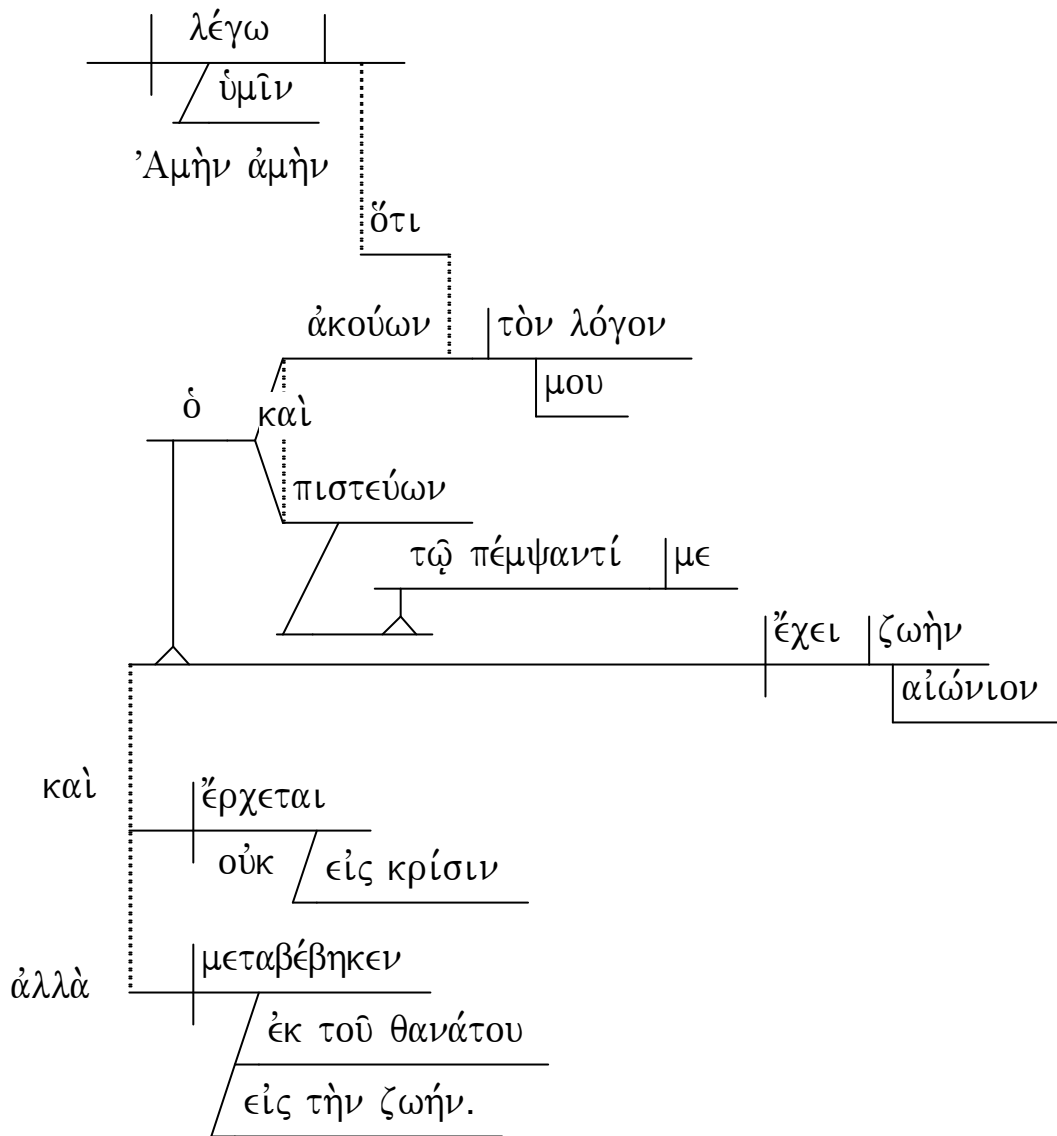 λέγω
ὑμῖν
Ἀμὴν ἀμὴν
ὅτι
ἀκούων τὸν λόγον
μου
ὁ καὶ
πιστεύων
τῷ πέμψαντί με
ἔχει ζωὴν
αἰώνιον
καὶ
ἔρχεται
οὐκ εἰς κρίσιν
μεταβέβηκεν
ἀλλὰ
ἐκ τοῦ θανάτου
εἰς τὴν ζωήν.